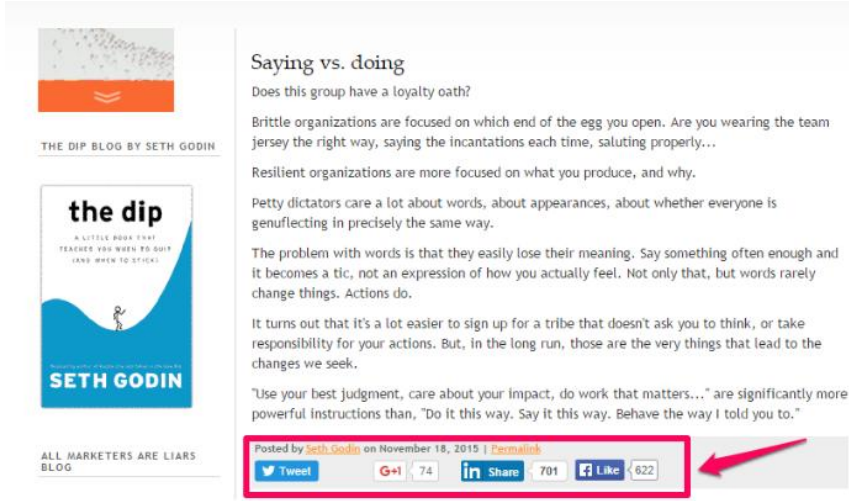 Saying vs. doing
Does this group have a loyalty oath?
Brittle organizations are focused on which end of the egg you open. Are you wearing the team
jersey the right way, saying the incantations each time, saluting properly...
Resilient organizations are more focused on what you produce, and why.
Petty dictators care a lot about words, about appearances, about whether everyone is
genuflecting in precisely the same way.
The problem with words is that they easily lose their meaning. Say something often enough and
it becomes a tic, not an expression of how you actually feel. Not only that, but words rarely
change things. Actions do.
It turns out that it's a lot easier to sign up for a tribe that doesn't ask you to think, or take
responsibility for your actions. But, in the long run, those are the very things that lead to the
changes we seek.
"Use your best judgment, care about your impact, do work that matters..." are significantly more
powerful instructions than, "Do it this way. Say it this way. Behave the way I told you to."
Posted by Seth Godin on November 18, 2015 | Permalink
Tweet G+1 74 in Share 701 f Like 622
THE DIP BLOG BY SETH GODIN
the dip
A LITTLE BOOK THAT
TEACHES YOU WHEN TO QUIT
(AND WHEN TO STICK)
SETH GODIN
ALL MARKETERS ARE LIARS
BLOG